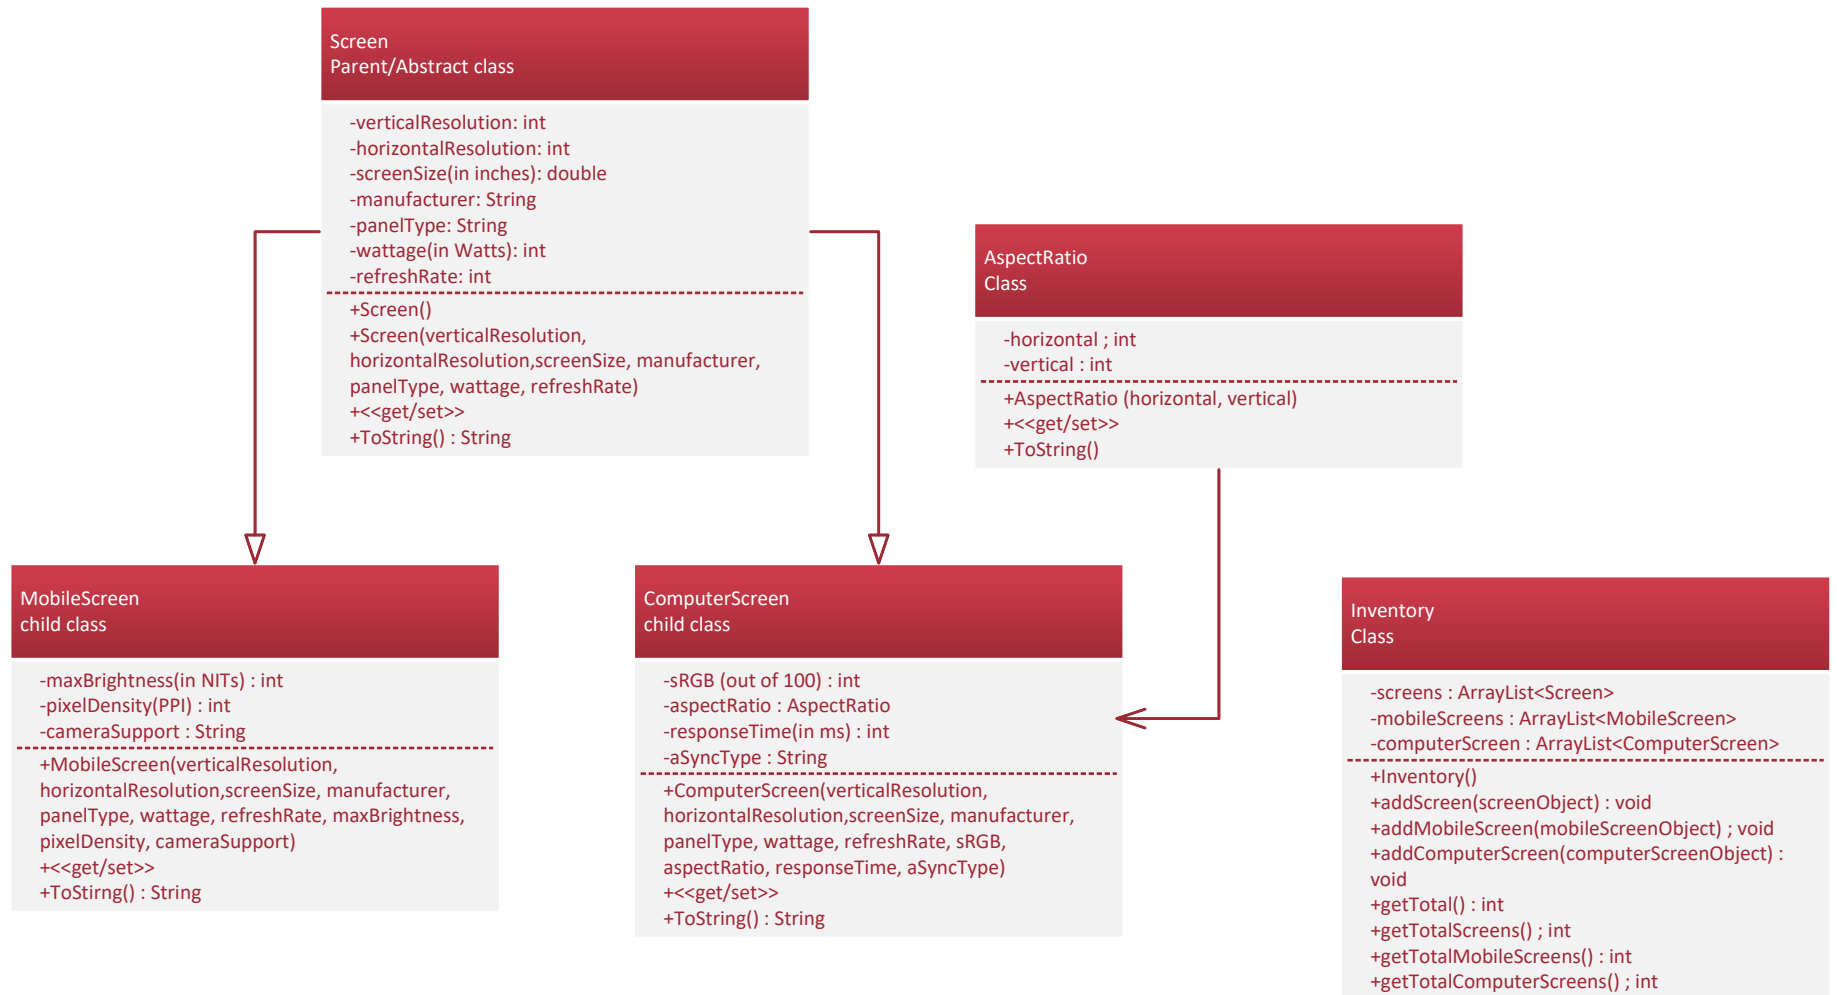 Screen
Parent/Abstract class
-verticalResolution: int
-horizontalResolution: int
-screenSize(in inches): double
-manufacturer: String
-panelType: String
-wattage(in Watts): int
-refreshRate: int
+Screen()
+Screen(verticalResolution,
horizontalResolution,screenSize, manufacturer,
panelType, wattage, refreshRate)
+<<get/set>>
+ToString() : String
AspectRatio
Class
-horizontal ; int
-vertical : int
+AspectRatio (horizontal, vertical)
+<<get/set>>
+ToString()
MobileScreen
child class
-maxBrightness(in NITs) : int
-pixelDensity(PPI) : int
-cameraSupport : String
+MobileScreen(verticalResolution,
horizontalResolution,screenSize, manufacturer,
panelType, wattage, refreshRate, maxBrightness,
pixelDensity, cameraSupport)
+<<get/set>>
+ToStirng() : String
ComputerScreen
child class
-sRGB (out of 100) : int
-aspectRatio : AspectRatio
-responseTime(in ms) : int
-aSyncType : String
+ComputerScreen(verticalResolution,
horizontalResolution,screenSize, manufacturer,
panelType, wattage, refreshRate, sRGB,
aspectRatio, responseTime, aSyncType)
+<<get/set>>
+ToString() : String
Inventory
Class
-screens : ArrayList<Screen>
-mobileScreens : ArrayList<MobileScreen>
-computerScreen : ArrayList<ComputerScreen>
+Inventory()
+addScreen(screenObject) : void
+addMobileScreen(mobileScreenObject) ; void
+addComputerScreen(computerScreenObject) :
void
+getTotal() : int
+getTotalScreens() ; int
+getTotalMobileScreens() : int
+getTotalComputerScreens() ; int